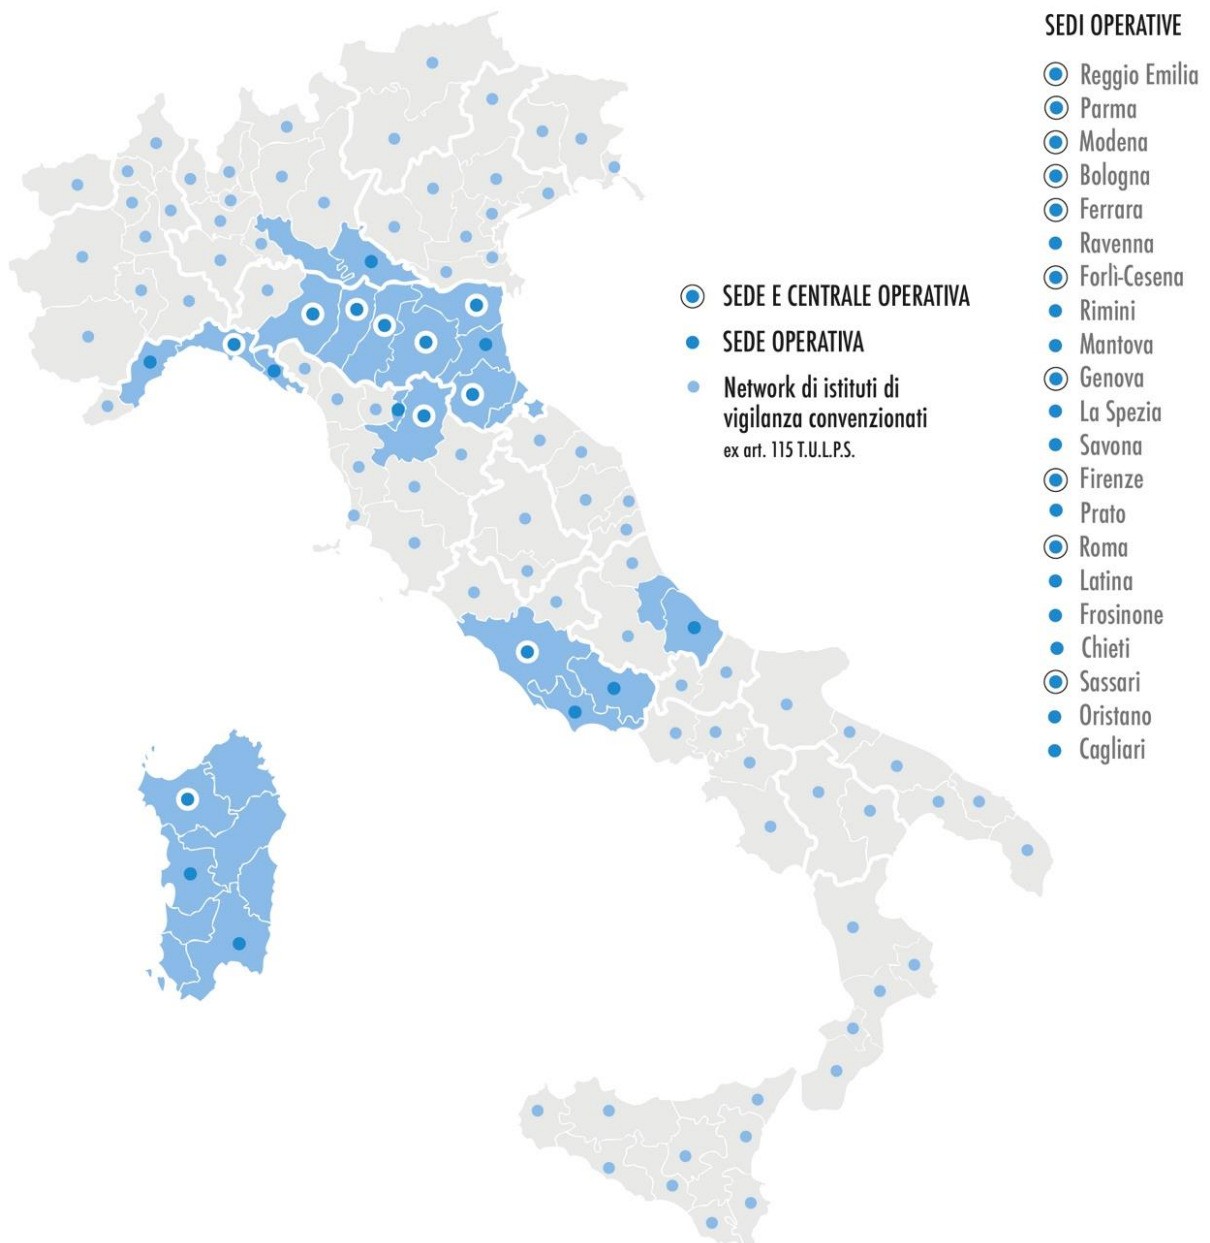 SEDI OPERATIVE
Reggio Emilia
Parma
Modena
Bologna
Ferrara
Ravenna
Forlì-Cesena
Rimini
Mantova
Genova
La Spezia
Savona
Firenze
Prato
Roma
Latina
Frosinone
Chieti
Sassari
Oristano
Cagliari
SEDE E CENTRALE OPERATIVA
SEDE OPERATIVA
Network di istituti di
vigilanza convenzionati
ex art. 115 T.U.L.P.S.